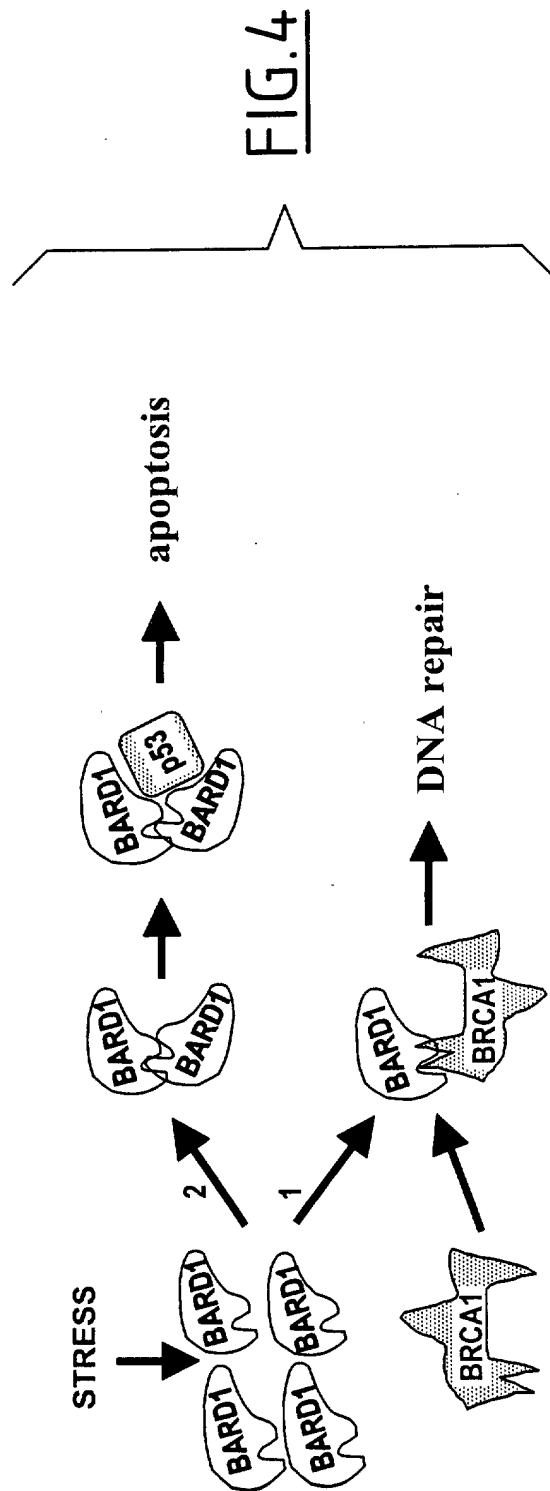 STRESS
BARD1
BARD1
BARD1
BARD1
BRCA1
2
1
BARD1
BARD1
BARD1
BRCA1
BARD1
BARD1
p53
apoptosis
DNA repair
FIG. 4